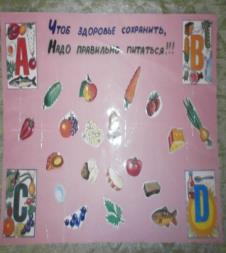 Чтоб здоровье сохранить,
Надо правильно питаться!!!
A B
C D